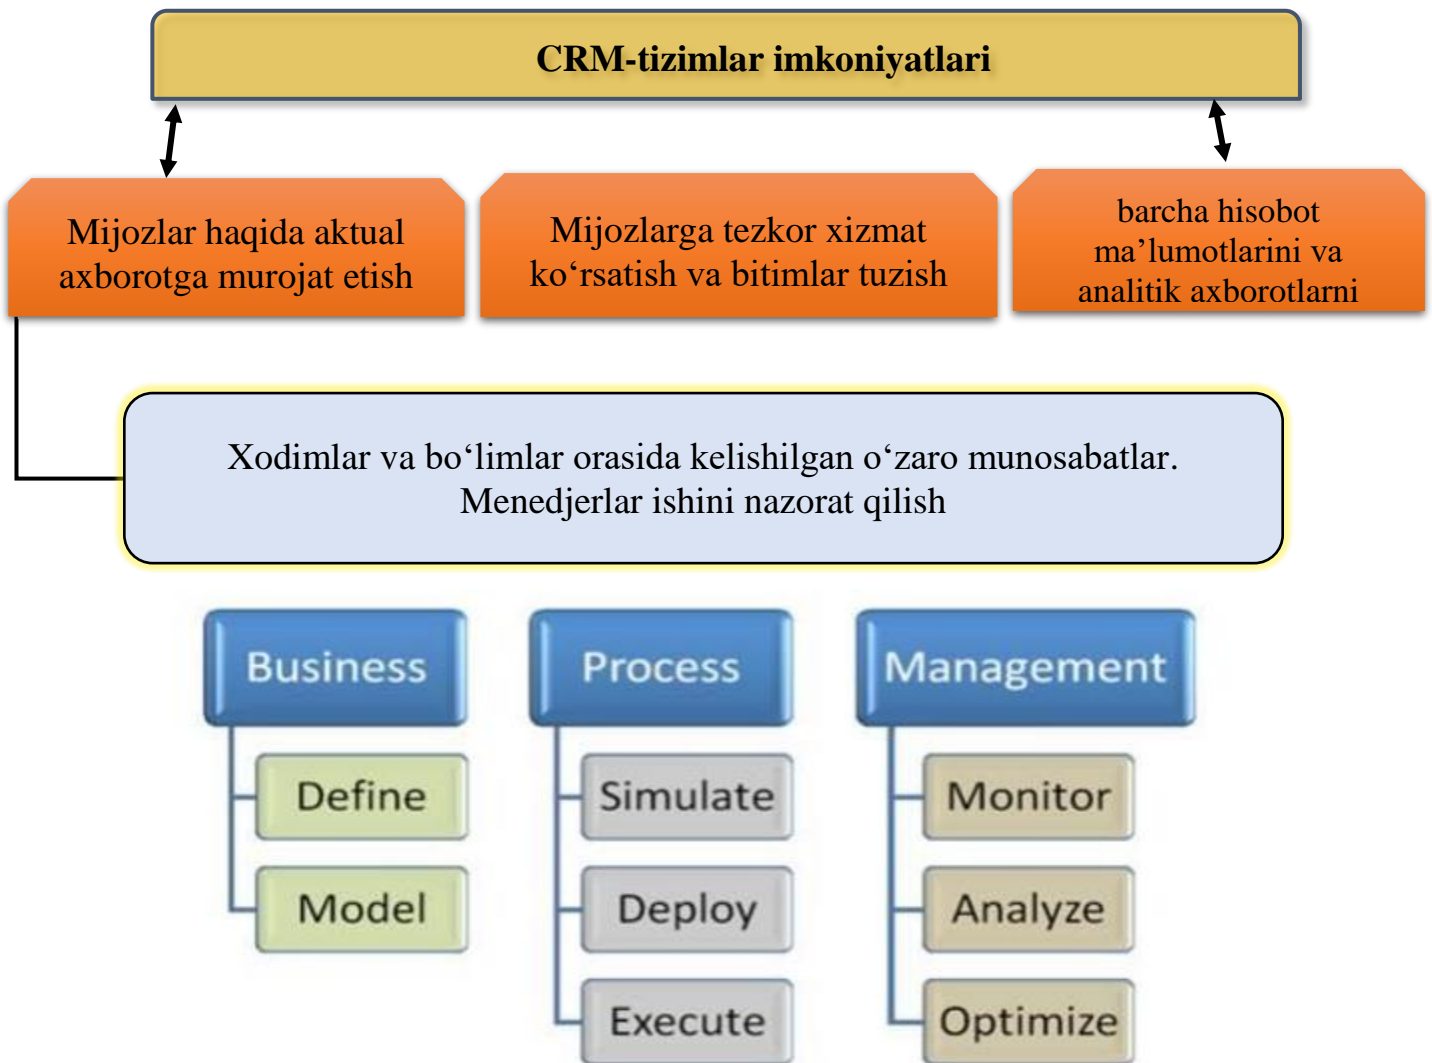 CRM-tizimlar imkoniyatlari
Mijozlar haqida aktual
axborotga murojat etish
Mijozlarga tezkor xizmat
ko‘rsatish va bitimlar tuzish
barcha hisobot
ma’lumotlarini va
analitik axborotlarni
Xodimlar va bo‘limlar orasida kelishilgan o‘zaro munosabatlar.
Menedjerlar ishini nazorat qilish
Business
Define
Model
Process
Simulate
Deploy
Execute
Management
Monitor
Analyze
Optimize